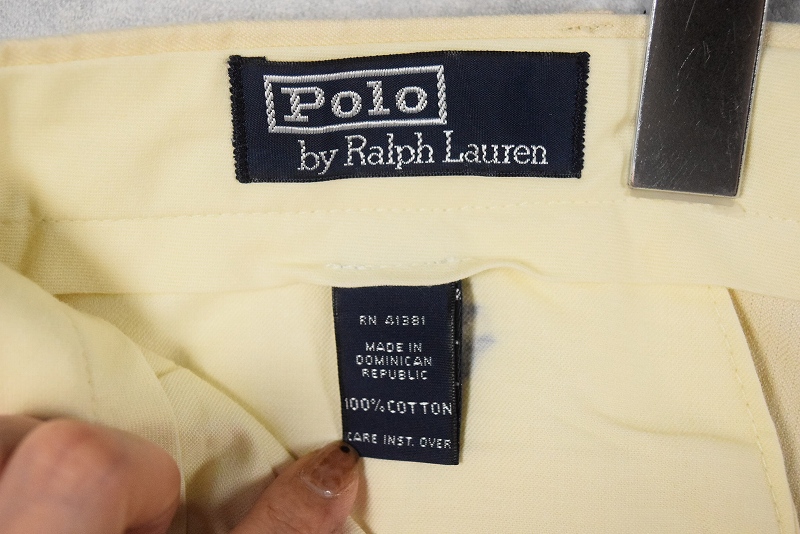 Polo
by Ralph Lauren
RN 41381
MADE IN
DOMINICAN
REPUBLIC
100% COTTON
CARE INST. OVER